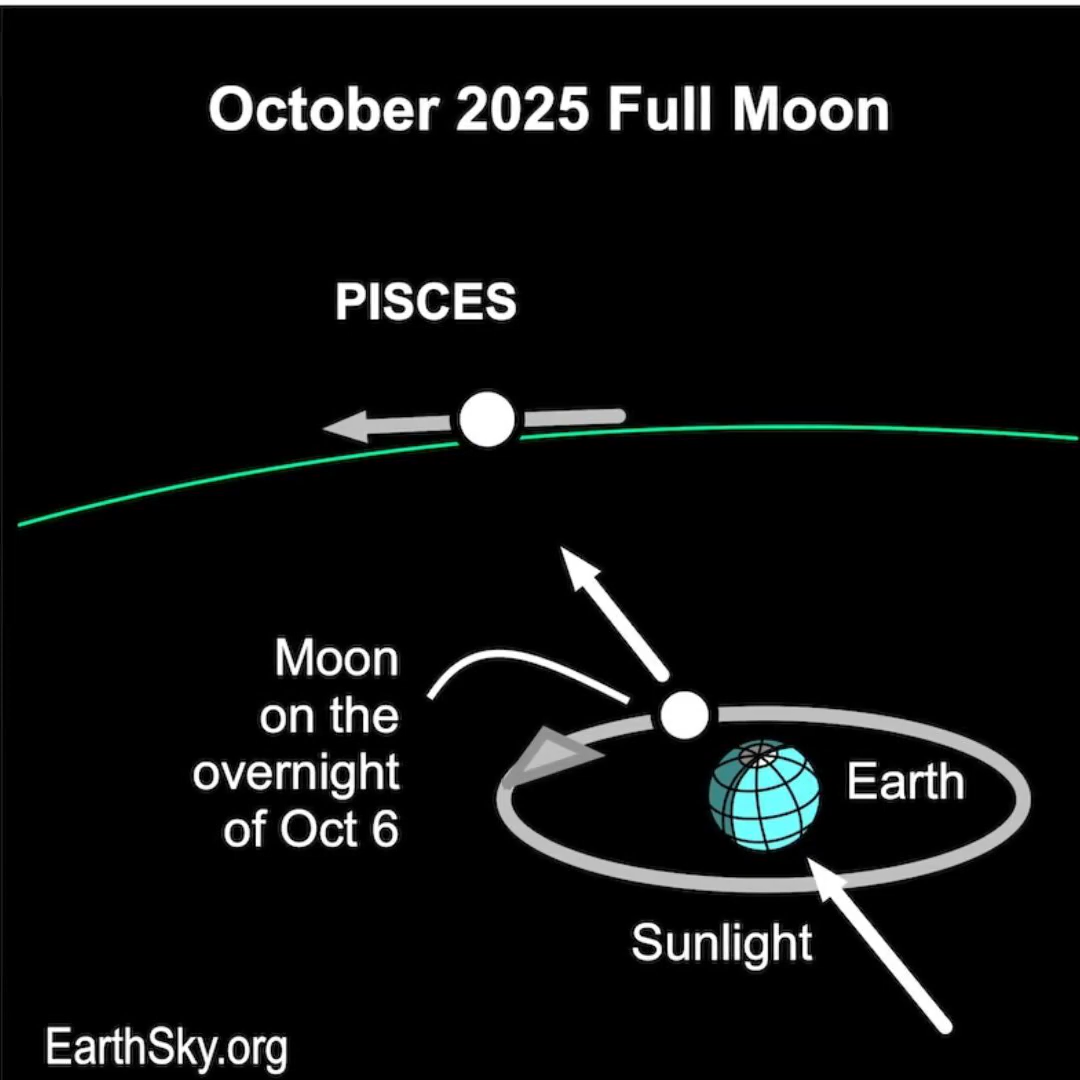 October 2025 Full Moon
PISCES
Moon
on the
overnight
of Oct 6
Earth
Sunlight
EarthSky.org